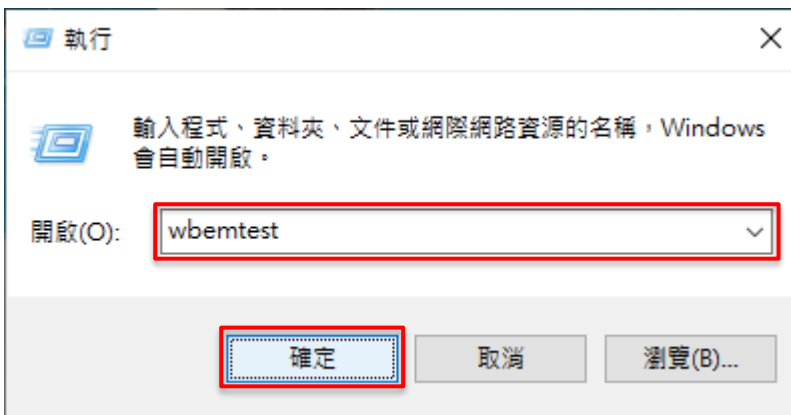 執行
輸入程式、資料夾、文件或網際網路資源的名稱，Windows
會自動開啟。
開啟(O): wbemtest
確定 取消 瀏覽(B)...